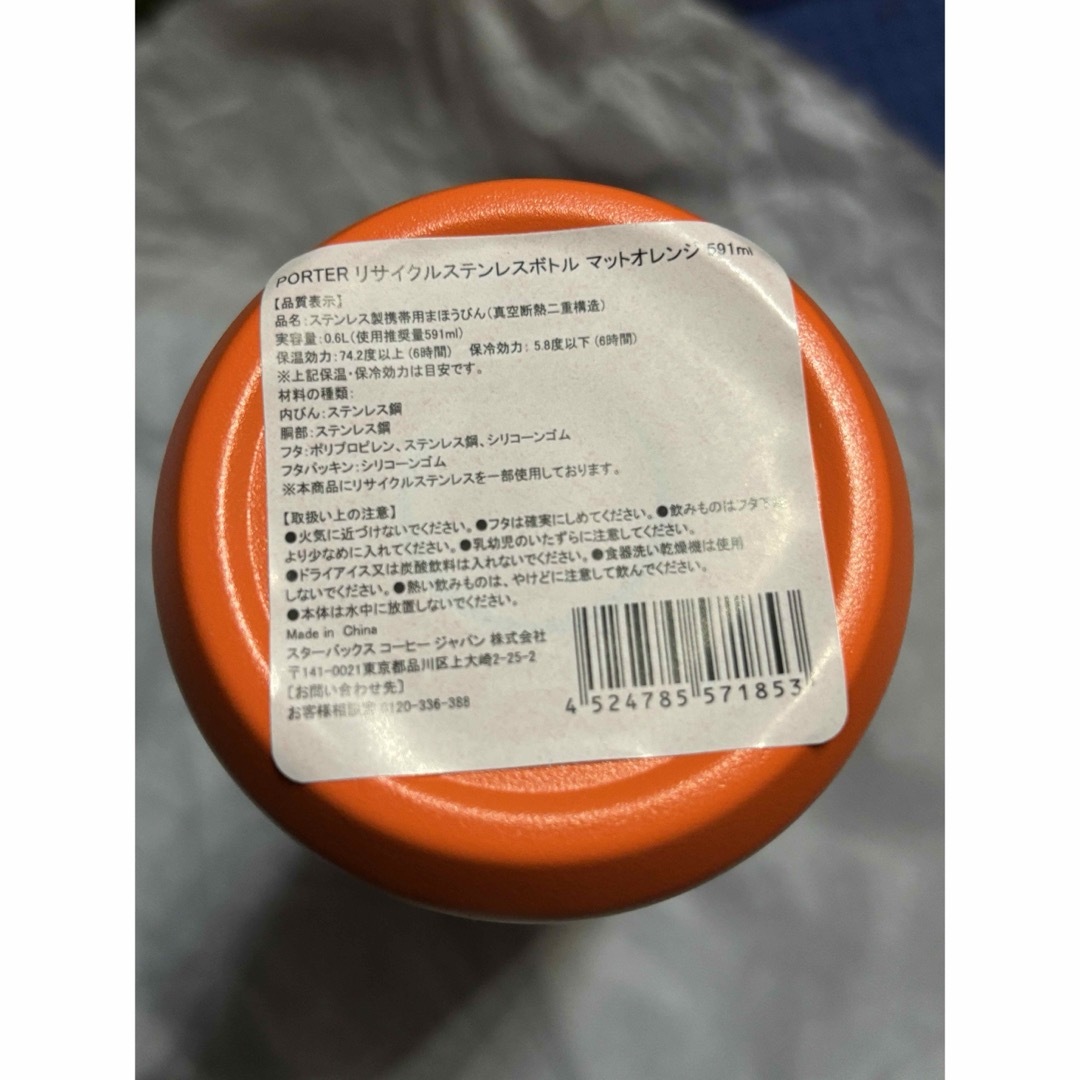 PORTER リサイクルステンレスボトル マットオレンジ 591ml
【品質表示】
品名:ステンレス製携帯用まほうびん(真空断熱二重構造)
実容量:0.6L(使用推奨量591ml)
保温効力:74.2度以上(6時間) 保冷効力:5.8度以下(6時間)
※上記保温・保冷効力は目安です。
材料の種類:
内びん:ステンレス鋼
胴部:ステンレス鋼
フタ:ポリプロピレン、ステンレス鋼、シリコーンゴム
フタパッキン:シリコーンゴム
※本商品にリサイクルステンレスを一部使用しております。
【取扱い上の注意】
●火気に近づけないでください。●フタは確実にしめてください。●飲みものはフタ下
より少なめに入れてください。●乳幼児のいたずらに注意してください。
●ドライアイス又は炭酸飲料は入れないでください。●食器洗い乾燥機は使用
しないでください。●熱い飲みものは、やけどに注意して飲んでください。
●本体は水中に放置しないでください。
Made in China
スターバックス コーヒー ジャパン 株式会社
〒141-0021東京都品川区上大崎2-25-2
【お問い合わせ先】
お客様相談室 0120-336-388
4 524785 571853